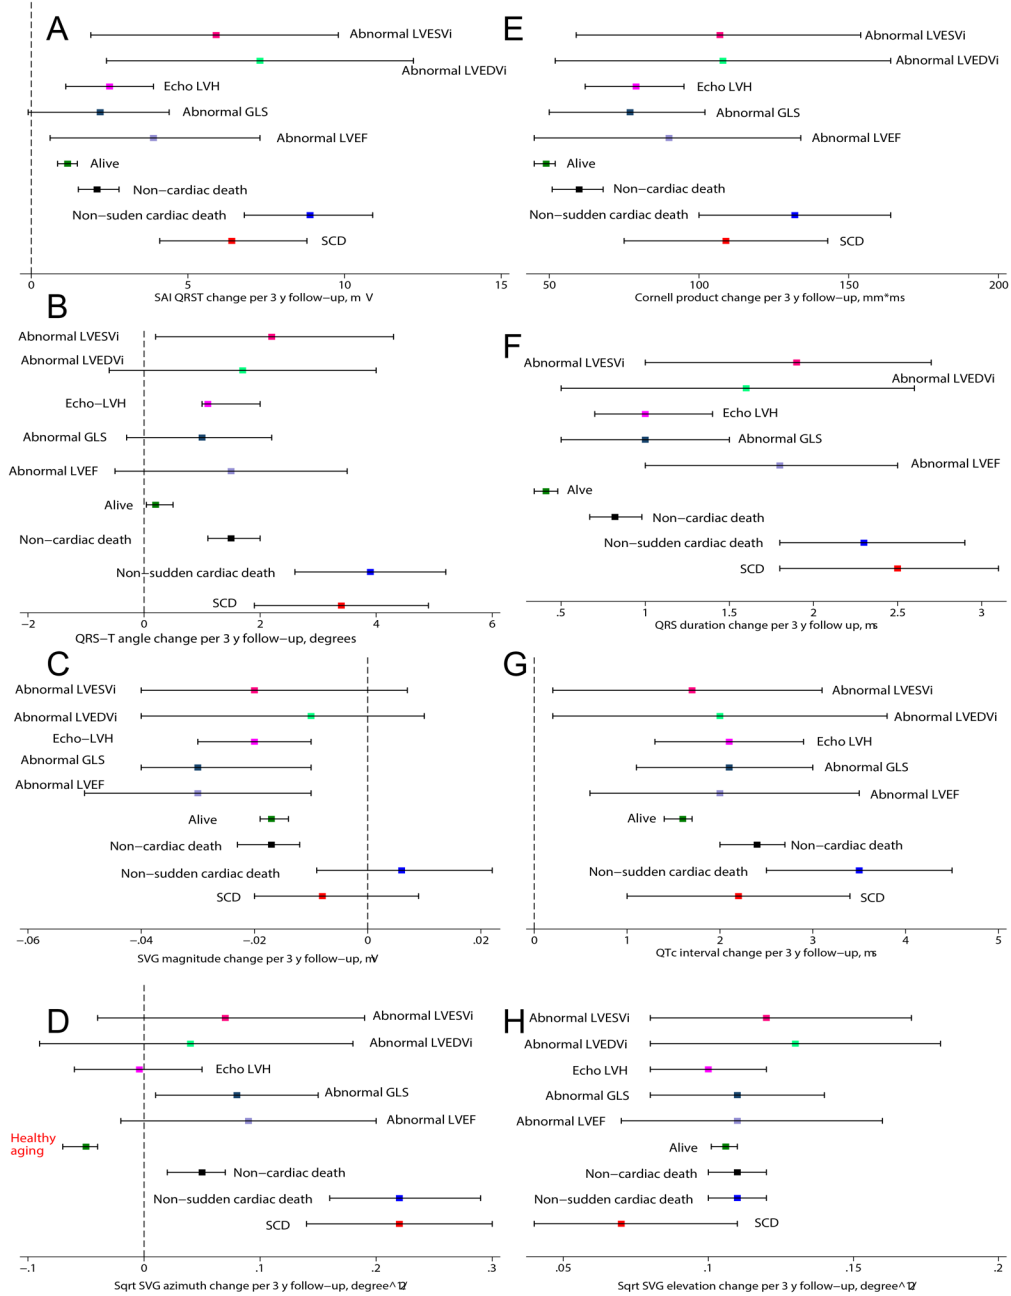 A
Abnormal LVESVi
Abnormal LVEDVi
Echo LVH
Abnormal GLS
Abnormal LVEF
Alive
Non−cardiac death
Non−suden cardiac death
SCD
0 5 10 15
SAI QRST change per 3 y follow−up, m V
E
Abnormal LVESVi
Abnormal LVEDVi
Echo LVH
Abnormal GLS
Abnormal LVEF
Alive
Non−cardiac death
Non−sudden cardiac death
SCD
50 100 150 200
Cornell product change per 3 y follow−up, mm*ms
B
Abnormal LVESVi
Abnormal LVEDVi
Echo−LVH
Abnormal GLS
Abnormal LVEF
Alive
Non−cardiac death
Non−sudden cardiac death
SCD
−2 0 2 4 6
QRS−T angle change per 3 y follow−up, degrees
F
Abnormal LVESVi
Abnormal LVEDVi
Echo LVH
Abnormal GLS
Abnormal LVEF
Alve
Non−cardiac death
Non−sudden cardiac death
SCD
.5 1 1.5 2 2.5 3
QRS duration change per 3 y follow up, ms
C
Abnormal LVESVi
Abnormal LVEDVi
Echo−LVH
Abnormal GLS
Abnormal LVEF
Alive
Non−cardiac death
Non−sudden cardiac death
SCD
−.06 −.04 −.02 0 .02
SVG magnitude change per 3 y follow−up, mV
G
Abnormal LVESVi
Abnormal LVEDVi
Echo LVH
Abnormal GLS
Abnormal LVEF
Alive
Non−cardiac death
Non−sudden cardiac death
SCD
0 1 2 3 4 5
QTc interval change per 3 y follow−up, ms
D
Abnormal LVESVi
Abnormal LVEDVi
Echo LVH
Abnormal GLS
Abnormal LVEF
Healthy
aging
Non−cardiac death
Non−sudden cardiac death
SCD
−.1 0 .1 .2 .3
Sqrt SVG azimuth change per 3 y follow−up, degree^1/2
H
Abnormal LVESVi
Abnormal LVEDVi
Echo LVH
Abnormal GLS
Abnormal LVEF
Alive
Non−cardiac death
Non−sudden cardiac death
SCD
.05 .1 .15 .2
Sqrt SVG elevation change per 3 y follow−up, degree^1/2